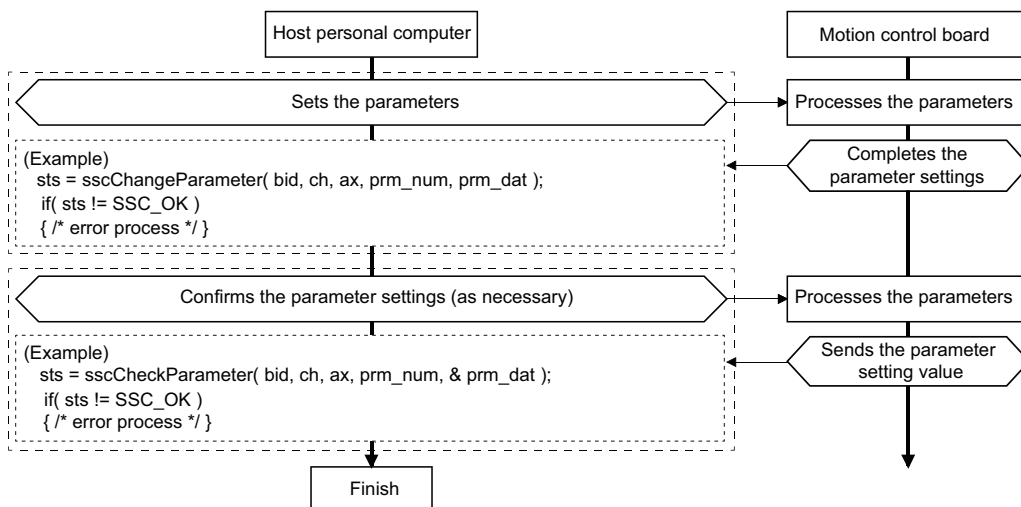 Host personal computer
Motion control board
Sets the parameters
Processes the parameters
(Example)
sts = sscChangeParameter( bid, ch, ax, prm_num, prm_dat );
if( sts != SSC_OK )
{ /* error process */ }
Completes the
parameter settings
Confirms the parameter settings (as necessary)
Processes the parameters
(Example)
sts = sscCheckParameter( bid, ch, ax, prm_num, & prm_dat );
if( sts != SSC_OK )
{ /* error process */ }
Sends the parameter
setting value
Finish